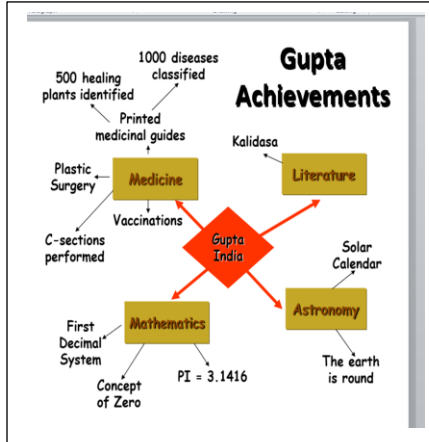 Gupta
Achievements
1000 diseases
classified
500 healing
plants identified
Printed
medicinal guides
Kalidasa
Plastic
Surgery
Medicine
Literature
Vaccinations
C-sections
performed
Gupta
India
Solar
Calendar
Mathematics
Astronomy
First
Decimal
System
The earth
is round
PI = 3.1416
Concept
of Zero